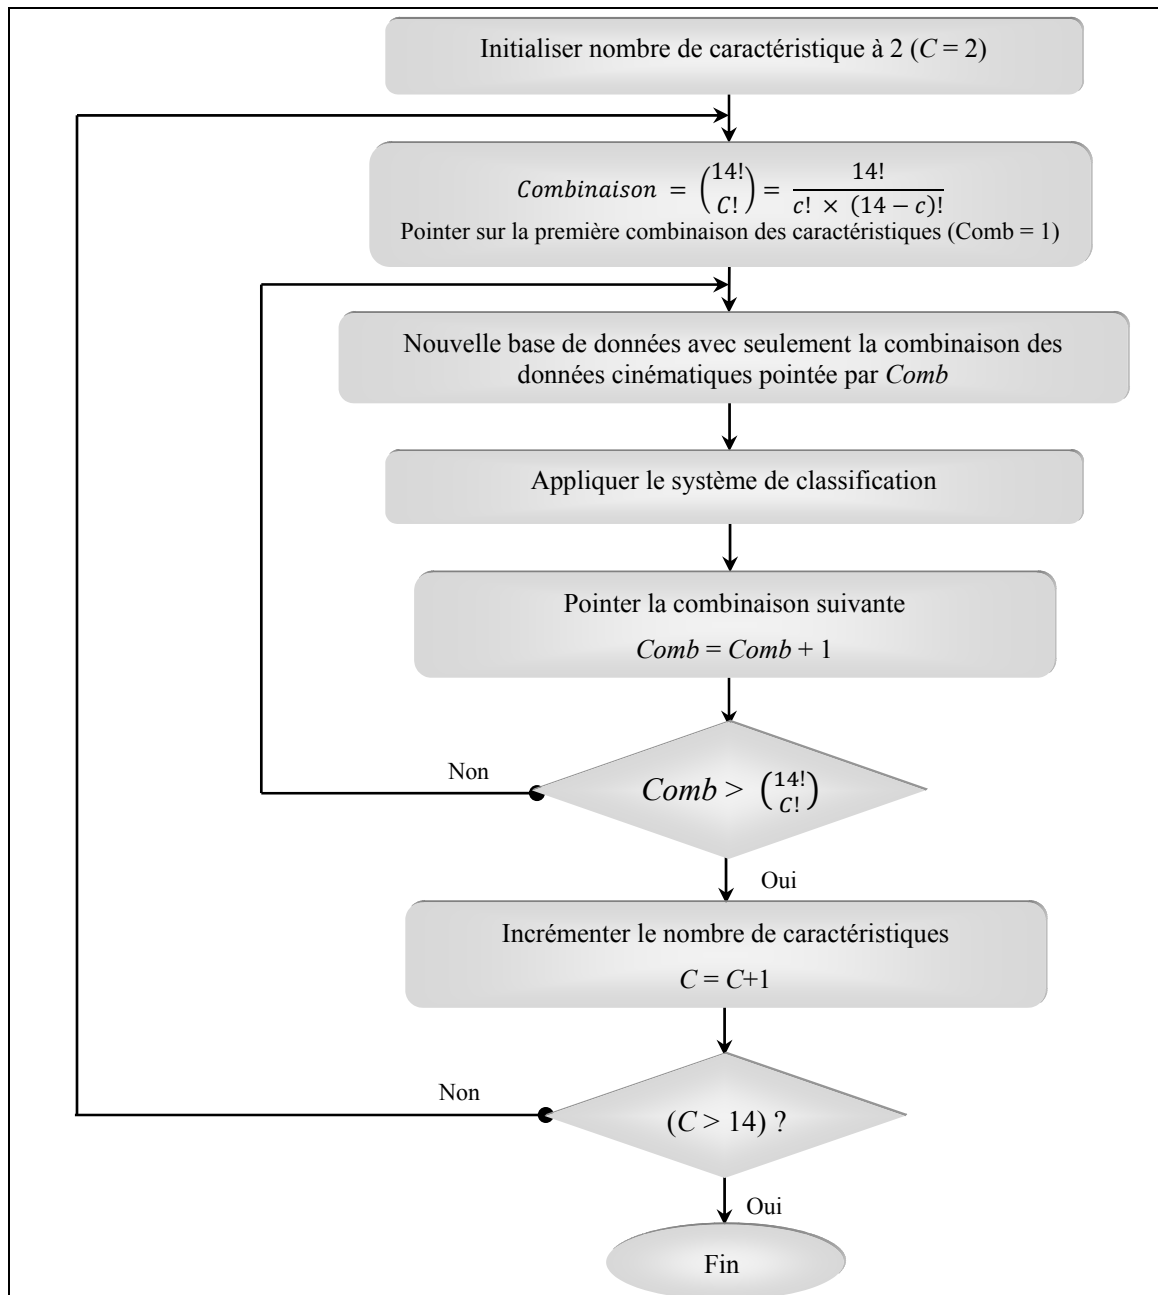 Initialiser nombre de caractéristique à 2 (C = 2)
Combinaison = (14! C!) = 14! / c! × (14 − c)!
Pointer sur la première combinaison des caractéristiques (Comb = 1)
Nouvelle base de données avec seulement la combinaison des
données cinématiques pointée par Comb
Appliquer le système de classification
Pointer la combinaison suivante
Comb = Comb + 1
Non
Comb > (14! C!)
Oui
Incrémenter le nombre de caractéristiques
C = C+1
Non
(C > 14) ?
Oui
Fin